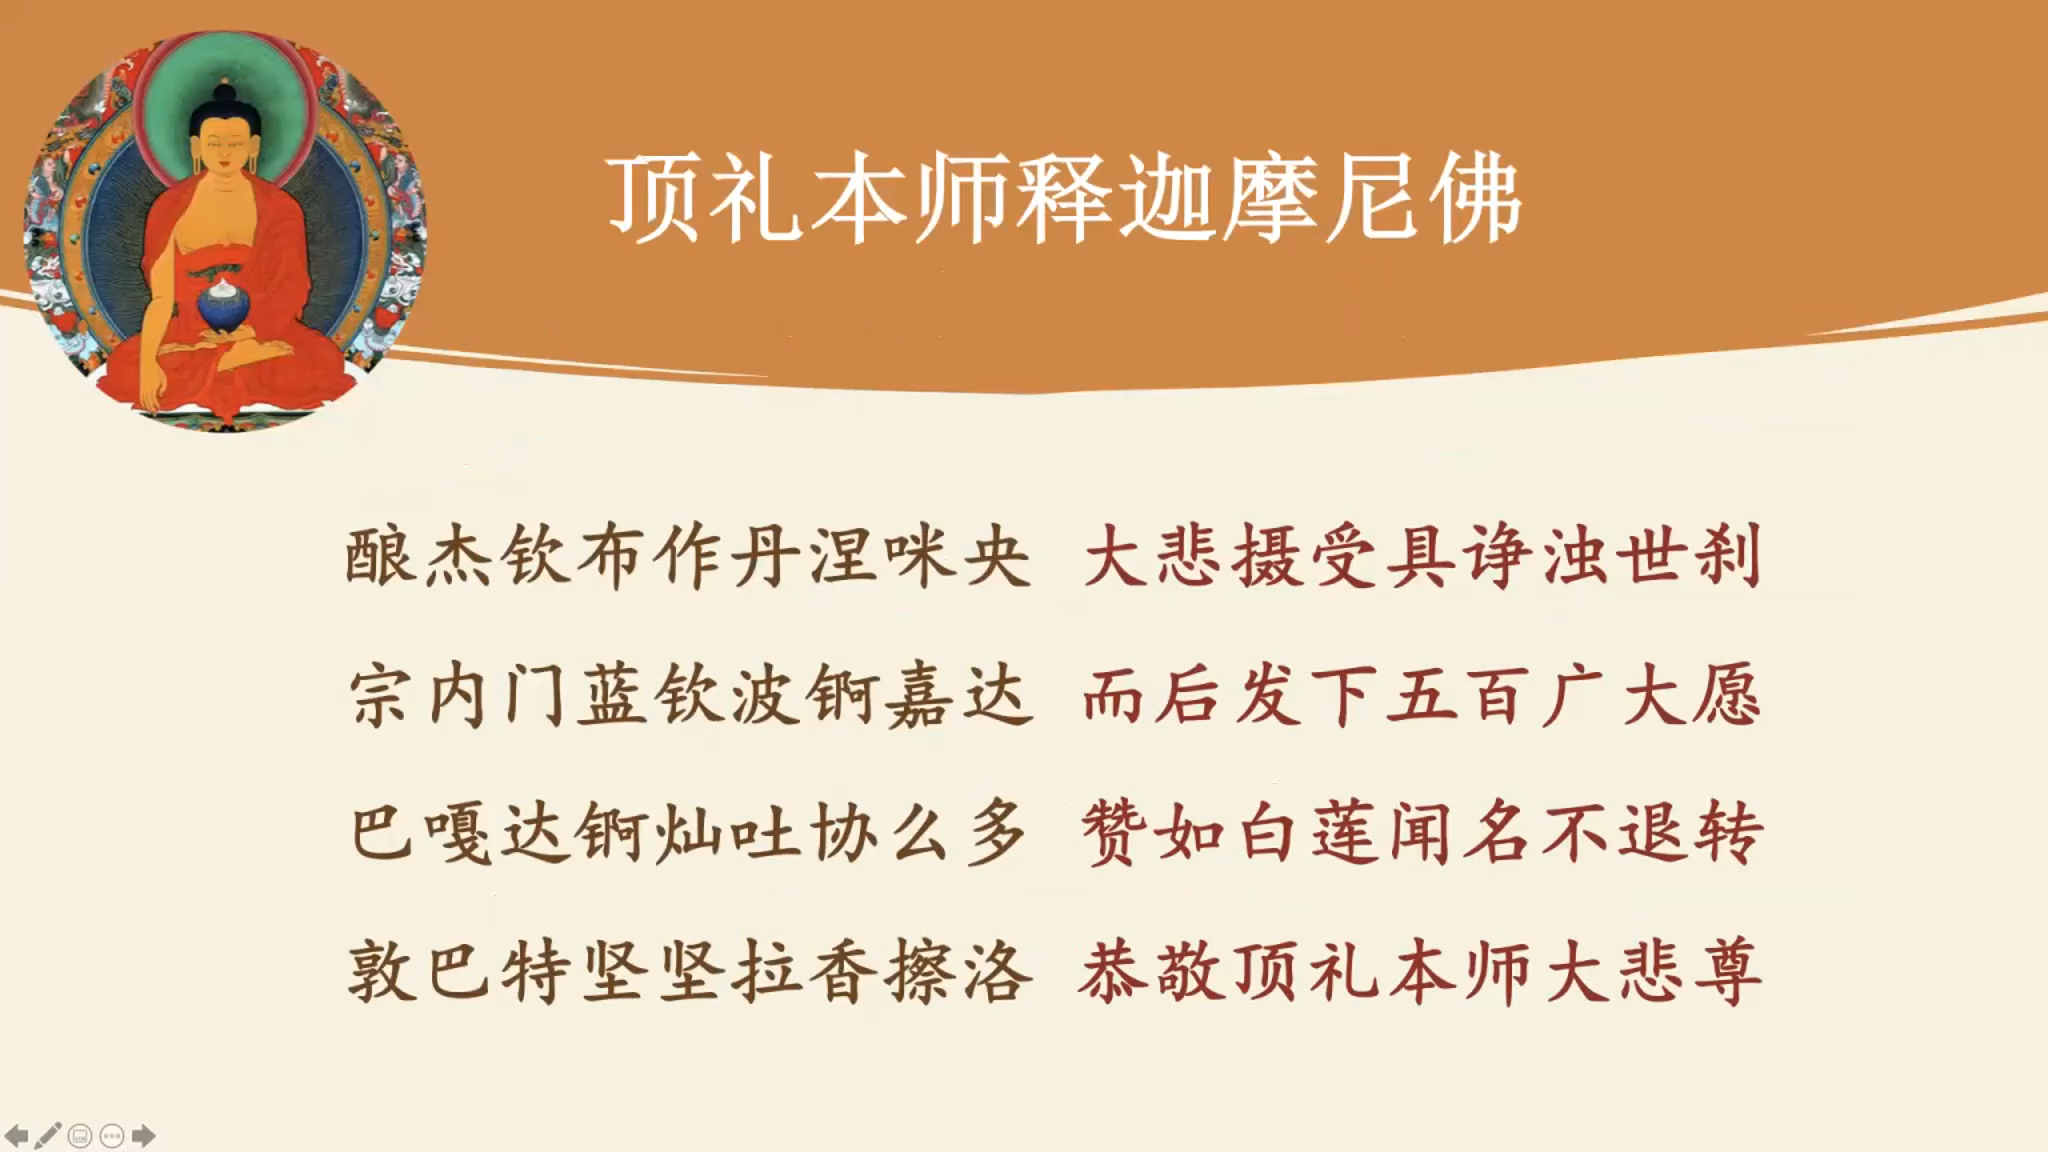 顶礼本师释迦摩尼佛
酿杰钦布作丹涅咪央 大悲摄受具诤浊世刹
宗内门蓝钦波锕嘉达 而后发下五百广大愿
巴嘎达锕灿吐协么多 赞如白莲闻名不退转
敦巴特坚坚拉香擦洛 恭敬顶礼本师大悲尊